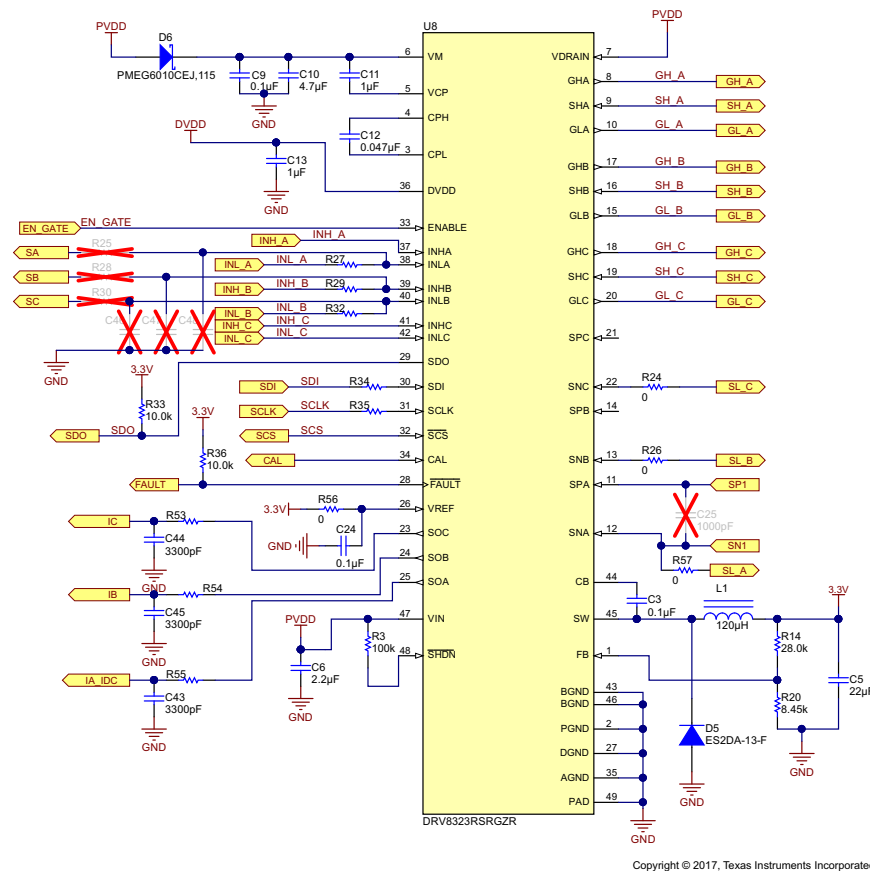 U8
PVDD
D6
PMEG6010CEJ,115
C9
0.1µF
C10
4.7µF
C11
1µF
GND
6 VM
5 VCP
4 CPH
C12
0.047µF
3 CPL
DVDD
C13
1µF
GND
36 DVDD
EN_GATE EN_GATE 33 ENABLE
INH_A INH_A 37 INHA
SA R25
INL_A INL_A R27 38 INLA
SB R28
INH_B INH_B R29 39 INHB
SC R30 40 INLB
INL_B INL_B R32
INH_C INH_C 41 INHC
INL_C INL_C 42 INLC
GND
29 SDO
3.3V
R33
10.0k
SDO SDO
SDI SDI R34 30 SDI
SCLK SCLK R35 31 SCLK
SCS SCS 32 SCS
3.3V
R36
10.0k
CAL 34 CAL
FAULT 28 FAULT
3.3V R56
0
26 VREF
C24
0.1µF
GND
IC R53 23 SOC
C44
3300pF
GND
IB R54 24 SOB
C45
3300pF
GND
IA_IDC R55 25 SOA
C43
3300pF
GND
PVDD
47 VIN
R3
100k
48 SHDN
C6
2.2µF
GND
PVDD
VDRAIN 7
GHA 8 GH_A GH_A
SHA 9 SH_A SH_A
GLA 10 GL_A GL_A
GHB 17 GH_B GH_B
SHB 16 SH_B SH_B
GLB 15 GL_B GL_B
GHC 18 GH_C GH_C
SHC 19 SH_C SH_C
GLC 20 GL_C GL_C
SPC 21
SNC 22 R24
0
SL_C
SPB 14
SNB 13 R26
0
SL_B
SPA 11 SP1
C25
1000pF
SNA 12 SN1
R57
0
SL_A
CB 44
C3
0.1µF
L1
120µH
SW 45
3.3V
R14
28.0k
FB 1
R20
8.45k
C5
22µF
GND
D5
ES2DA-13-F
GND
BGND 43
BGND 46
PGND 2
DGND 27
AGND 35
PAD 49
GND
DRV8323RSRGZR
Copyright © 2017, Texas Instruments Incorporate